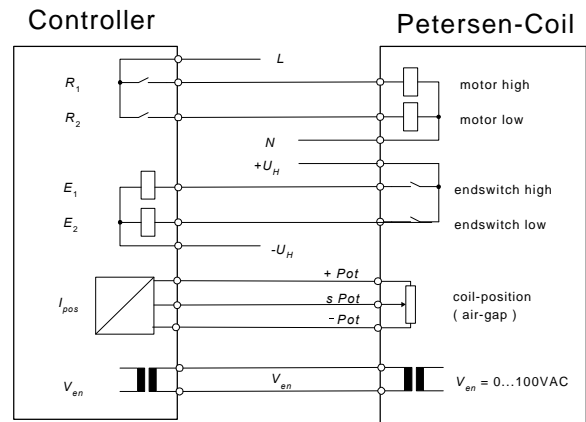 Controller
Petersen-Coil
L
R1
motor high
R2
motor low
N
+UH
E1
endswitch high
E2
endswitch low
-UH
+ Pot
Ipos
s Pot
coil-position
( air-gap )
- Pot
Ven
Ven
Ven = 0...100VAC